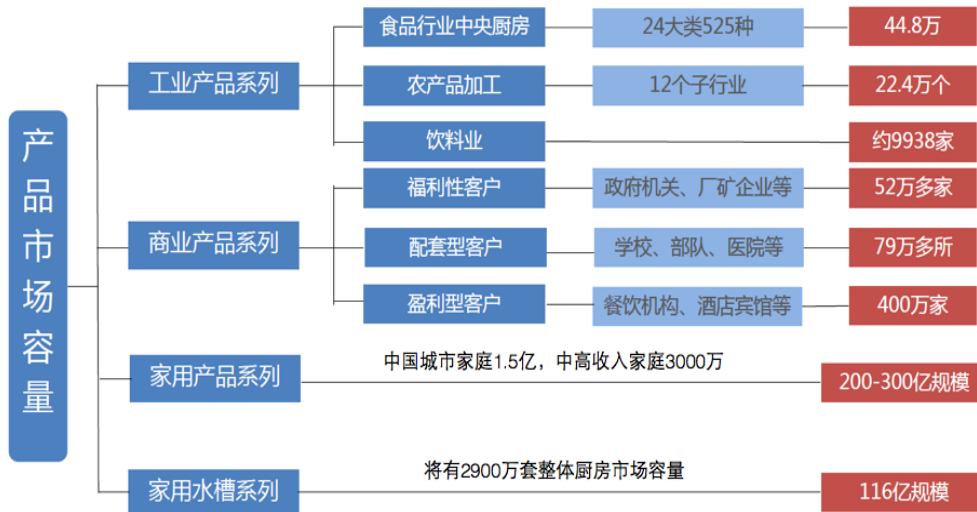 产品市场容量
工业产品系列
食品行业中央厨房
24大类525种
44.8万
农产品加工
12个子行业
22.4万个
饮料业
约9938家
商业产品系列
福利性客户
政府机关、厂矿企业等
52万多家
配套型客户
学校、部队、医院等
79万多所
盈利型客户
餐饮机构、酒店宾馆等
400万家
家用产品系列
中国城市家庭1.5亿，中高收入家庭3000万
200-300亿规模
家用水槽系列
将有2900万套整体厨房市场容量
116亿规模